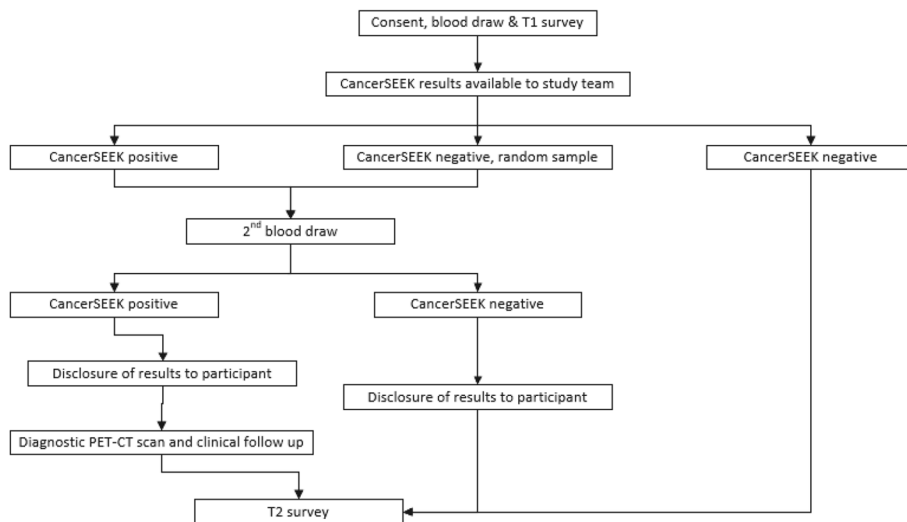 Consent, blood draw & T1 survey
CancerSEEK results available to study team
CancerSEEK positive
CancerSEEK negative, random sample
CancerSEEK negative
2nd blood draw
CancerSEEK positive
CancerSEEK negative
Disclosure of results to participant
Disclosure of results to participant
Diagnostic PET-CT scan and clinical follow up
T2 survey